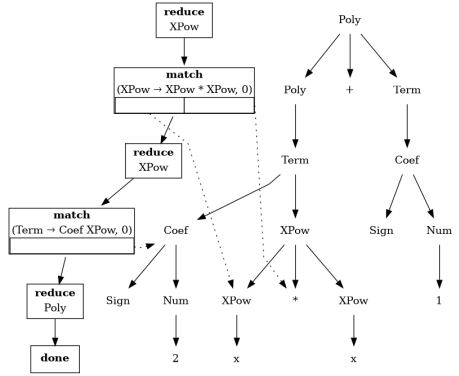 reduce
XPow
match
(XPow → XPow * XPow, 0)
reduce
XPow
match
(Term → Coef XPow, 0)
reduce
Poly
done
Poly
Poly + Term
Term Coef
Coef XPow Sign Num
Sign Num XPow * XPow 1
2 x x